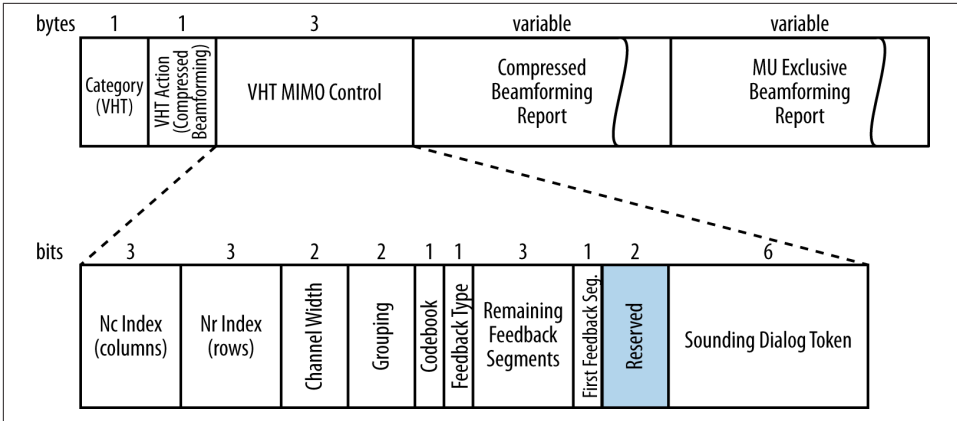 bytes 1 1 3 variable variable
Category
(VHT)
VHT Action
(Compressed
Beamforming)
VHT MIMO Control
Compressed
Beamforming
Report
MU Exclusive
Beamforming
Report
bits 3 3 2 2 1 1 3 1 2 6
Nc Index
(columns)
Nr Index
(rows)
Channel Width
Grouping
Codebook
Feedback Type
Remaining
Feedback
Segments
First Feedback Seg.
Reserved
Sounding Dialog Token